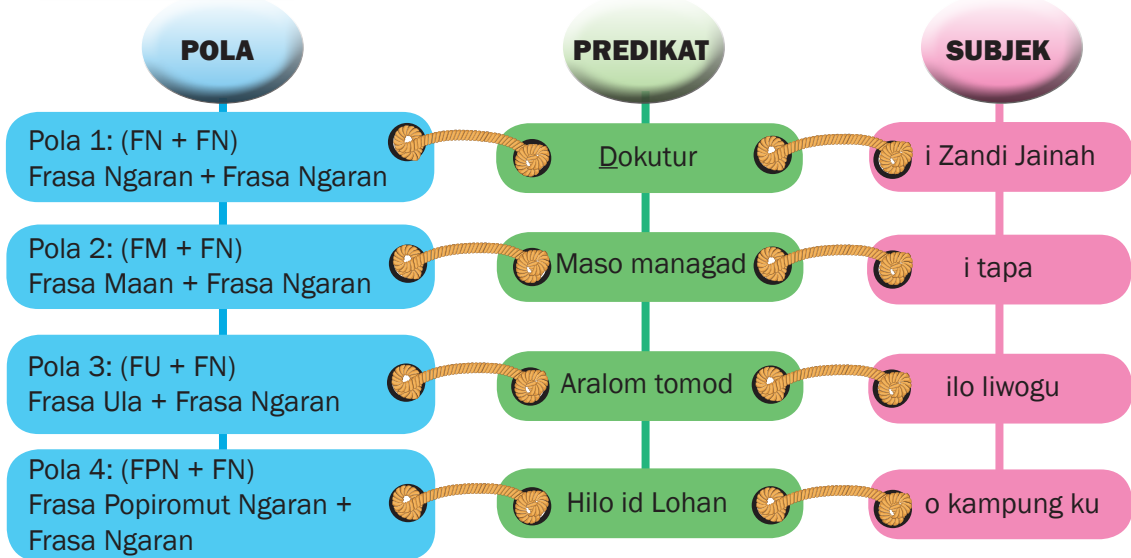 POLA
PREDIKAT
SUBJEK
Pola 1: (FN + FN)
Frasa Ngaran + Frasa Ngaran
Dokutur
i Zandi Jainah
Pola 2: (FM + FN)
Frasa Maan + Frasa Ngaran
Maso managad
i tapa
Pola 3: (FU + FN)
Frasa Ula + Frasa Ngaran
Aralom tomod
ilo liwogu
Pola 4: (FPN + FN)
Frasa Popiromut Ngaran +
Frasa Ngaran
Hilo id Lohan
o kampung ku